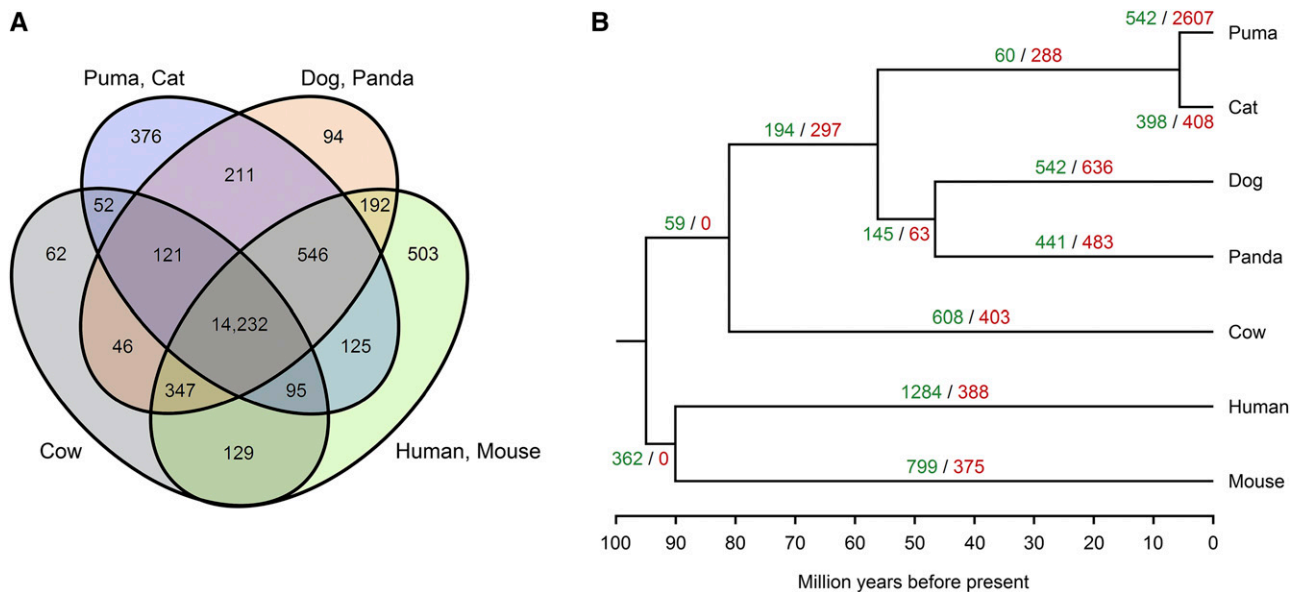 A
Puma, Cat
Dog, Panda
376
94
211
52
192
62
121
546
503
14,232
46
125
347
95
Cow
129
Human, Mouse
B
542 / 2607
Puma
60 / 288
Cat
398 / 408
194 / 297
542 / 636
Dog
59 / 0
145 / 63
441 / 483
Panda
608 / 403
Cow
1284 / 388
Human
362 / 0
799 / 375
Mouse
100 90 80 70 60 50 40 30 20 10 0
Million years before present